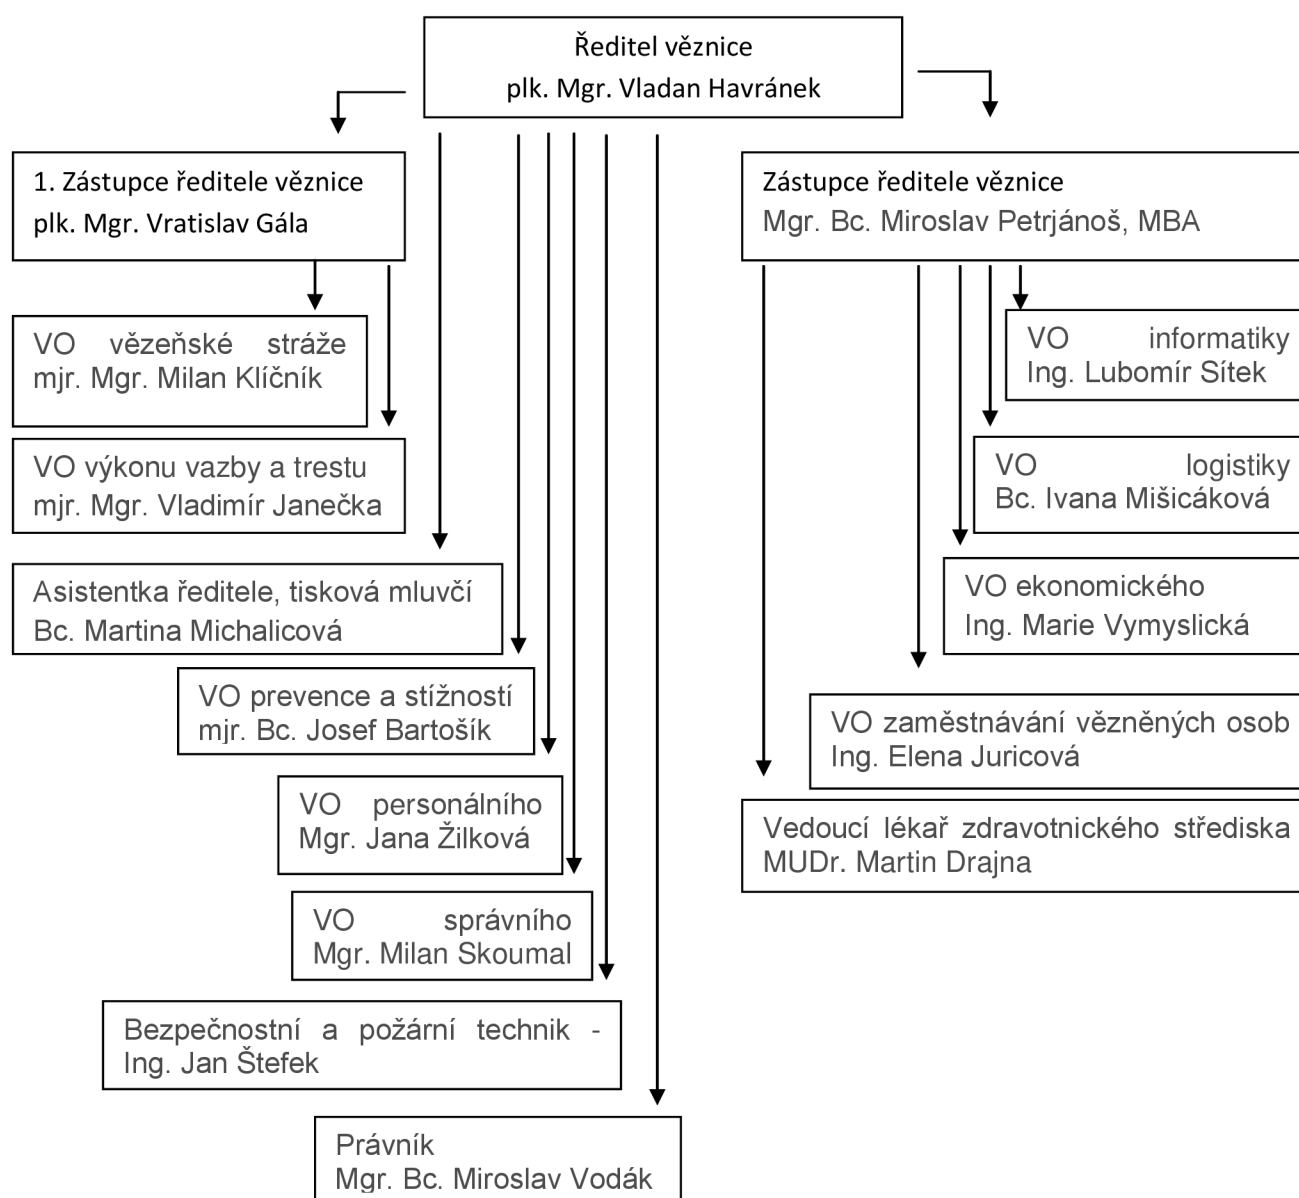 Ředitel věznice
plk. Mgr. Vladan Havránek
1. Zástupce ředitele věznice
plk. Mgr. Vratislav Gála
Zástupce ředitele věznice
Mgr. Bc. Miroslav Petrjánoš, MBA
VO vězeňské stráže
mjr. Mgr. Milan Klíčník
VO informatiky
Ing. Lubomír Sítek
VO výkonu vazby a trestu
mjr. Mgr. Vladimír Janečka
VO logistiky
Bc. Ivana Mišicáková
Asistentka ředitele, tisková mluvčí
Bc. Martina Michalicová
VO ekonomického
Ing. Marie Vymyslická
VO prevence a stížností
mjr. Bc. Josef Bartošík
VO zaměstnávání vězněných osob
Ing. Elena Juricová
VO personálního
Mgr. Jana Žilková
Vedoucí lékař zdravotnického střediska
MUDr. Martin Drajna
VO správního
Mgr. Milan Skoumal
Bezpečnostní a požární technik -
Ing. Jan Štefek
Právník
Mgr. Bc. Miroslav Vodák